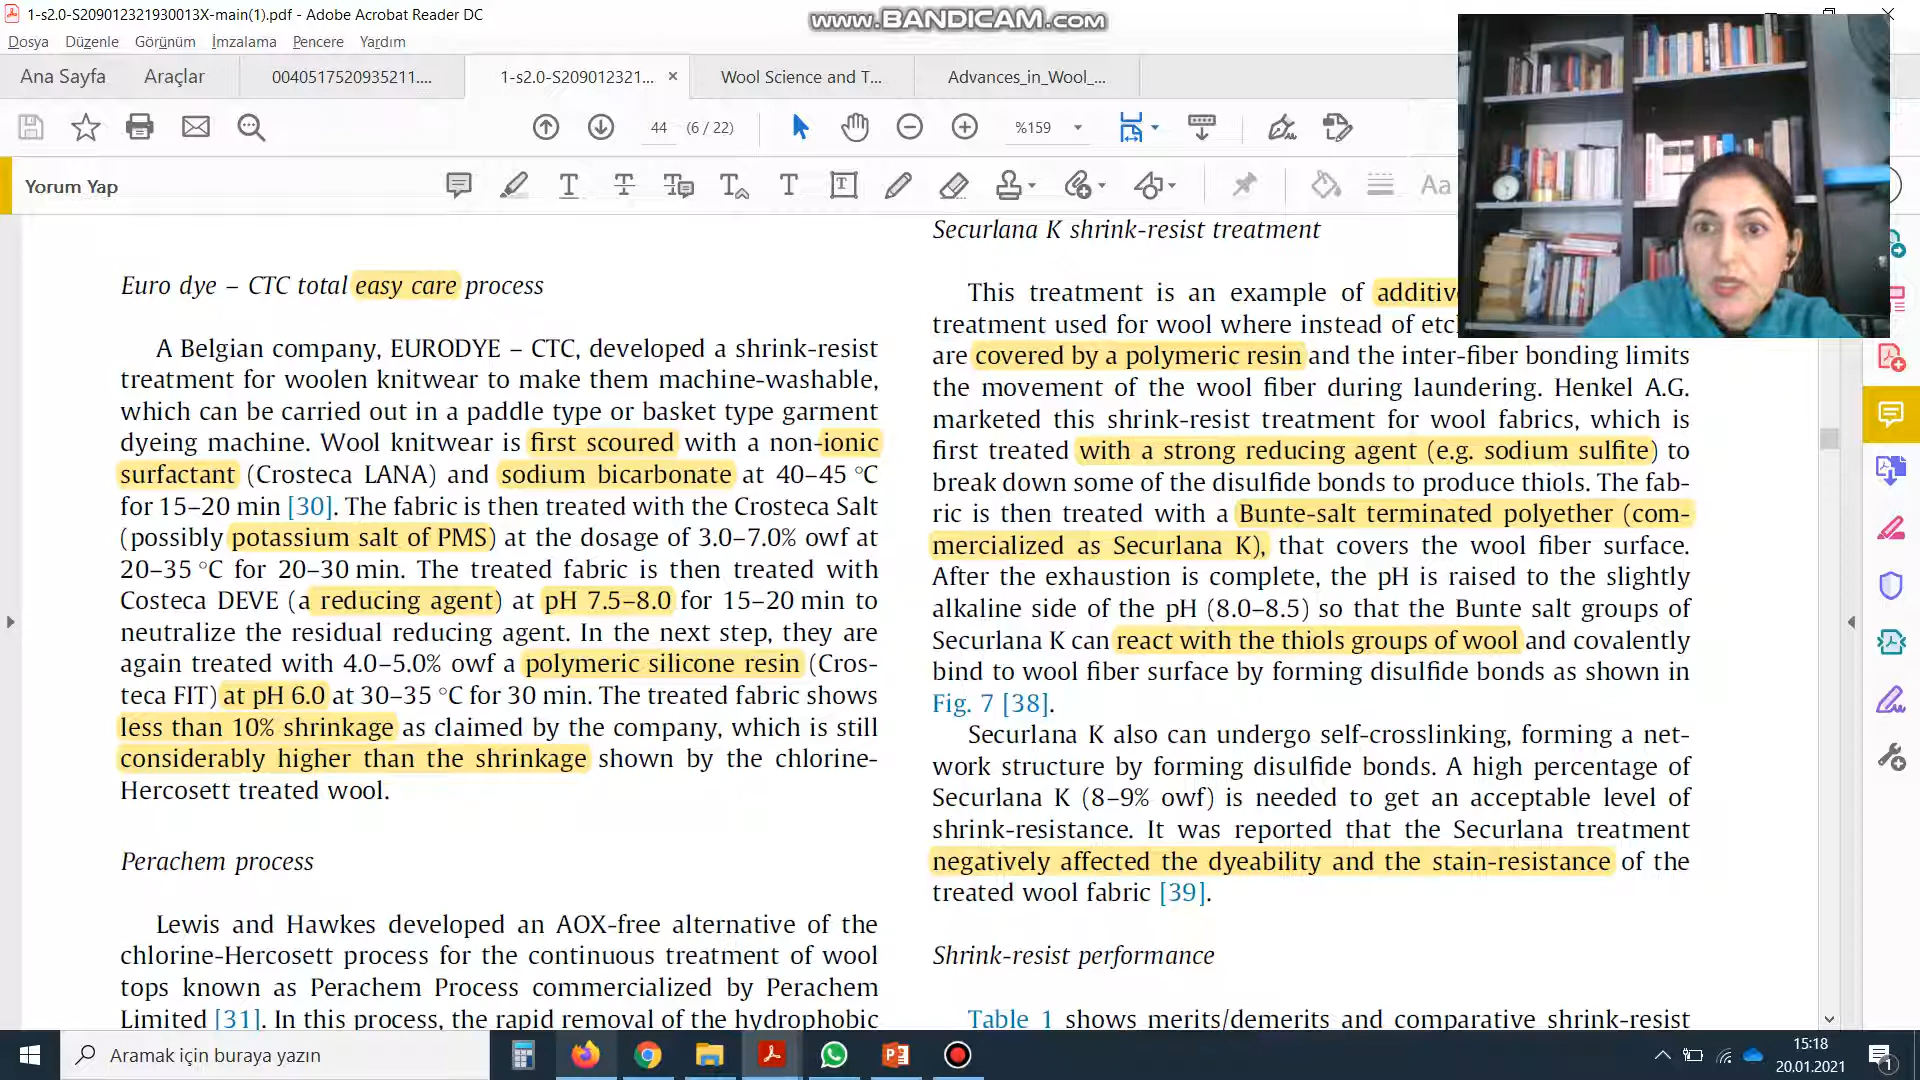 1-s2.0-S209012321930013X-main(1).pdf - Adobe Acrobat Reader DC
www.BANDICAM.com
Dosya Düzenle Görünüm İmzalama Pencere Yardım
Ana Sayfa Araçlar 0040517520935211.... 1-s2.0-S209012321... × Wool Science and T... Advances_in_Wool_...
44 (6 / 22) %159
Yorum Yap
Aa
Euro dye – CTC total easy care process
A Belgian company, EURODYE – CTC, developed a shrink-resist
treatment for woolen knitwear to make them machine-washable,
which can be carried out in a paddle type or basket type garment
dyeing machine. Wool knitwear is first scoured with a non-ionic
surfactant (Crosteca LANA) and sodium bicarbonate at 40–45 °C
for 15–20 min [30]. The fabric is then treated with the Crosteca Salt
(possibly potassium salt of PMS) at the dosage of 3.0–7.0% owf at
20–35 °C for 20–30 min. The treated fabric is then treated with
Costeca DEVE (a reducing agent) at pH 7.5–8.0 for 15–20 min to
neutralize the residual reducing agent. In the next step, they are
again treated with 4.0–5.0% owf a polymeric silicone resin (Cros-
teca FIT) at pH 6.0 at 30–35 °C for 30 min. The treated fabric shows
less than 10% shrinkage as claimed by the company, which is still
considerably higher than the shrinkage shown by the chlorine-
Hercosett treated wool.
Perachem process
Lewis and Hawkes developed an AOX-free alternative of the
chlorine-Hercosett process for the continuous treatment of wool
tops known as Perachem Process commercialized by Perachem
Limited [31]. In this process, the rapid removal of the hydrophobic
Securlana K shrink-resist treatment
This treatment is an example of additiv
treatment used for wool where instead of etc
are covered by a polymeric resin and the inter-fiber bonding limits
the movement of the wool fiber during laundering. Henkel A.G.
marketed this shrink-resist treatment for wool fabrics, which is
first treated with a strong reducing agent (e.g. sodium sulfite) to
break down some of the disulfide bonds to produce thiols. The fab-
ric is then treated with a Bunte-salt terminated polyether (com-
mercialized as Securlana K), that covers the wool fiber surface.
After the exhaustion is complete, the pH is raised to the slightly
alkaline side of the pH (8.0–8.5) so that the Bunte salt groups of
Securlana K can react with the thiols groups of wool and covalently
bind to wool fiber surface by forming disulfide bonds as shown in
Fig. 7 [38].
Securlana K also can undergo self-crosslinking, forming a net-
work structure by forming disulfide bonds. A high percentage of
Securlana K (8–9% owf) is needed to get an acceptable level of
shrink-resistance. It was reported that the Securlana treatment
negatively affected the dyeability and the stain-resistance of the
treated wool fabric [39].
Shrink-resist performance
Table 1 shows merits/demerits and comparative shrink-resist
Aramak için buraya yazın
15:18
20.01.2021
1